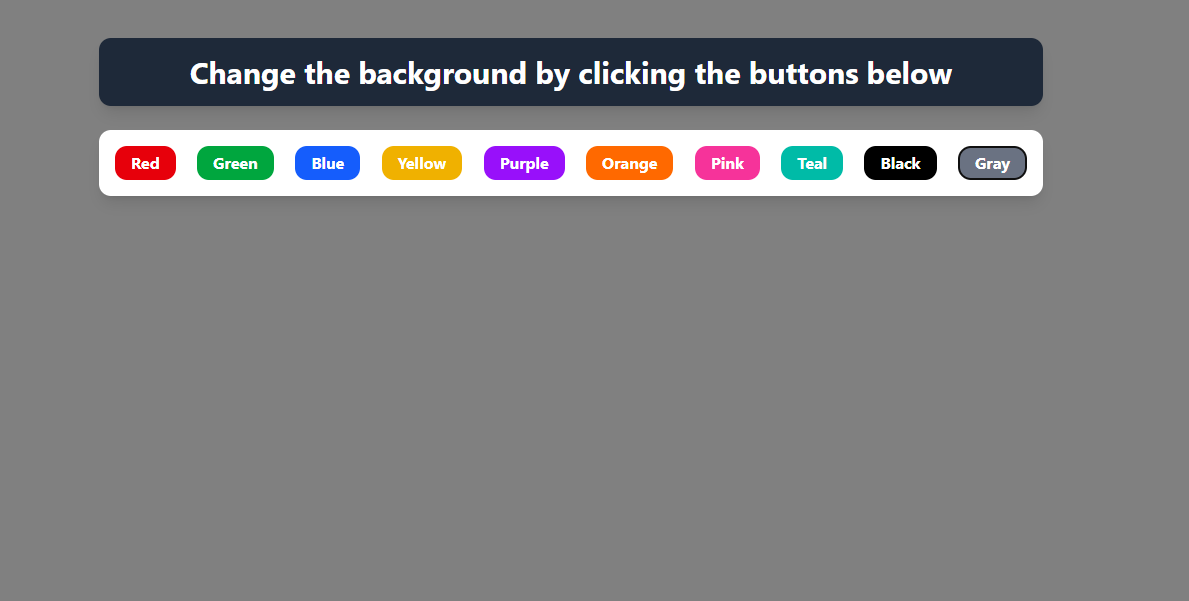 Change the background by clicking the buttons below
Red Green Blue Yellow Purple Orange Pink Teal Black Gray